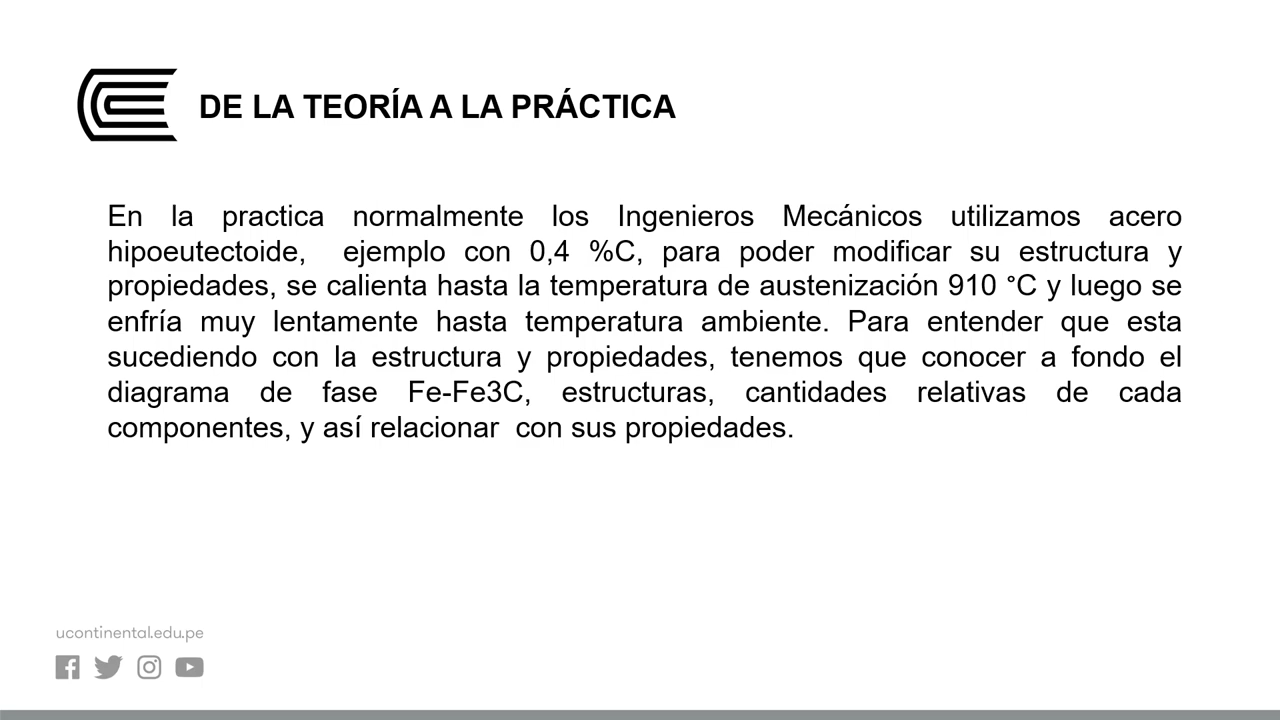 DE LA TEORÍA A LA PRÁCTICA
En la practica normalmente los Ingenieros Mecánicos utilizamos acero
hipoeutectoide, ejemplo con 0,4 %C, para poder modificar su estructura y
propiedades, se calienta hasta la temperatura de austenización 910 °C y luego se
enfría muy lentamente hasta temperatura ambiente. Para entender que esta
sucediendo con la estructura y propiedades, tenemos que conocer a fondo el
diagrama de fase Fe-Fe3C, estructuras, cantidades relativas de cada
componentes, y así relacionar con sus propiedades.
ucontinental.edu.pe